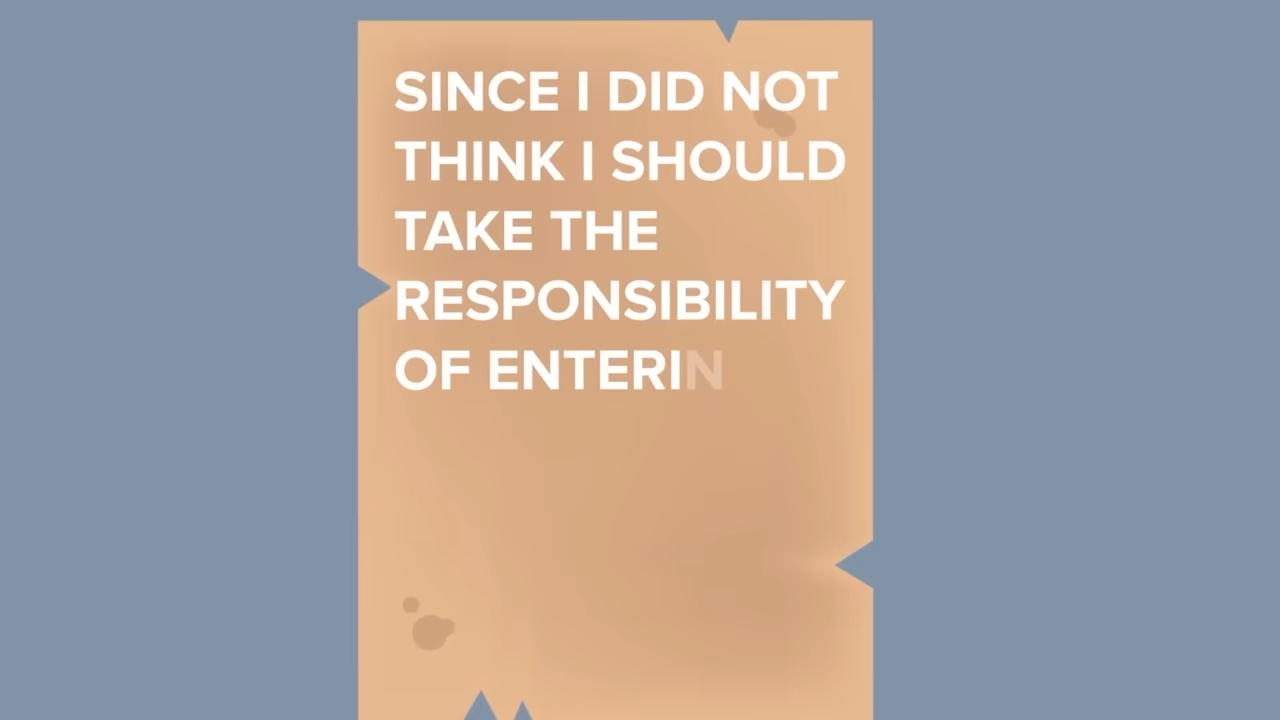 SINCE I DID NOT
THINK I SHOULD
TAKE THE
RESPONSIBILITY
OF ENTERIN